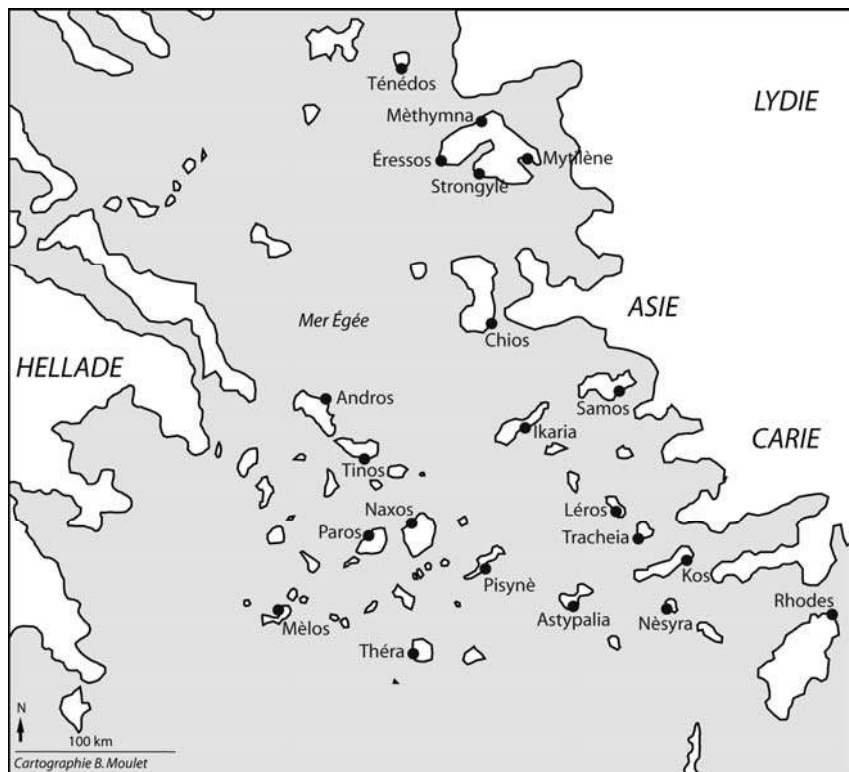 Ténédos
LYDIE
Mèthymna
Éressos
Mytilène
Strongylè
ASIE
Mer Égée
Chios
HELLADE
Andros
Samos
Ikaria
CARIE
Tinos
Naxos
Léros
Paros
Tracheia
Pisynè
Kos
Rhodes
Mèlos
Astypalia
Nèsyra
Théra
N
100 km
Cartographie B. Moulet